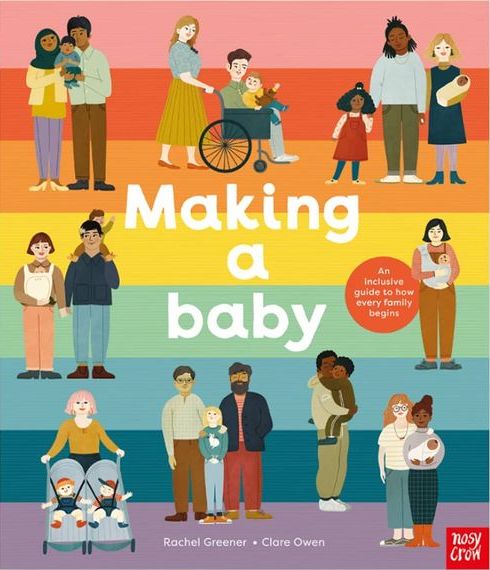 Making
a
baby
An
inclusive
guide to how
every family
begins
Rachel Greener • Clare Owen
nosy
crow